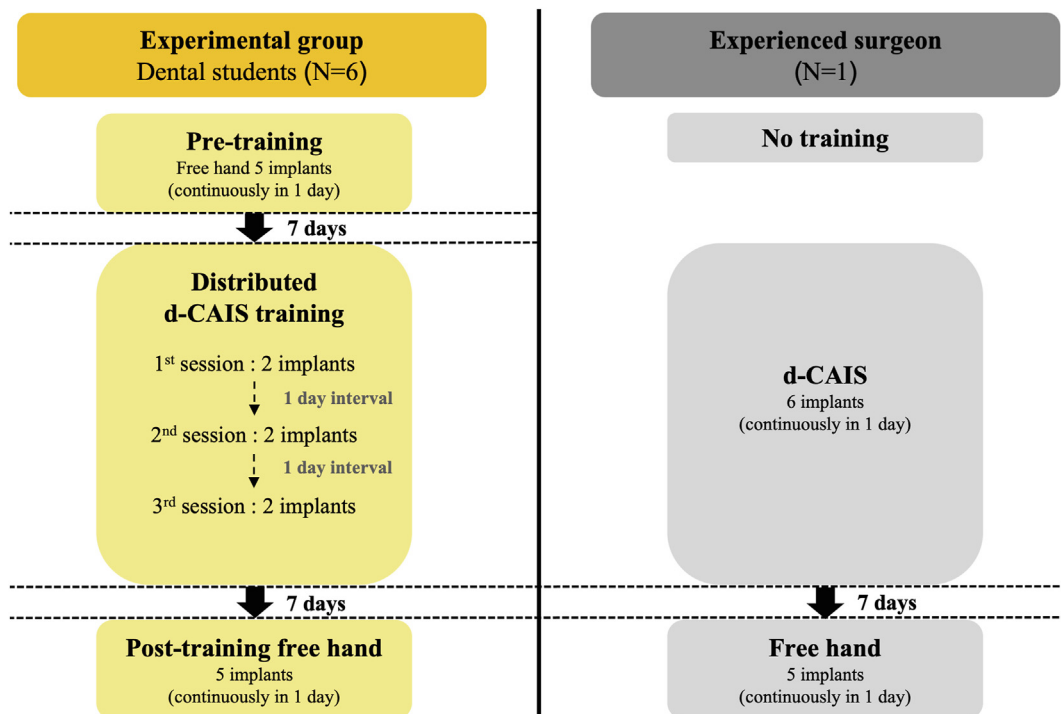 Experimental group
Dental students (N=6)
Pre-training
Free hand 5 implants
(continuously in 1 day)
7 days
Distributed
d-CAIS training
1st session : 2 implants
1 day interval
2nd session : 2 implants
1 day interval
3rd session : 2 implants
7 days
Post-training free hand
5 implants
(continuously in 1 day)
Experienced surgeon
(N=1)
No training
d-CAIS
6 implants
(continuously in 1 day)
7 days
Free hand
5 implants
(continuously in 1 day)